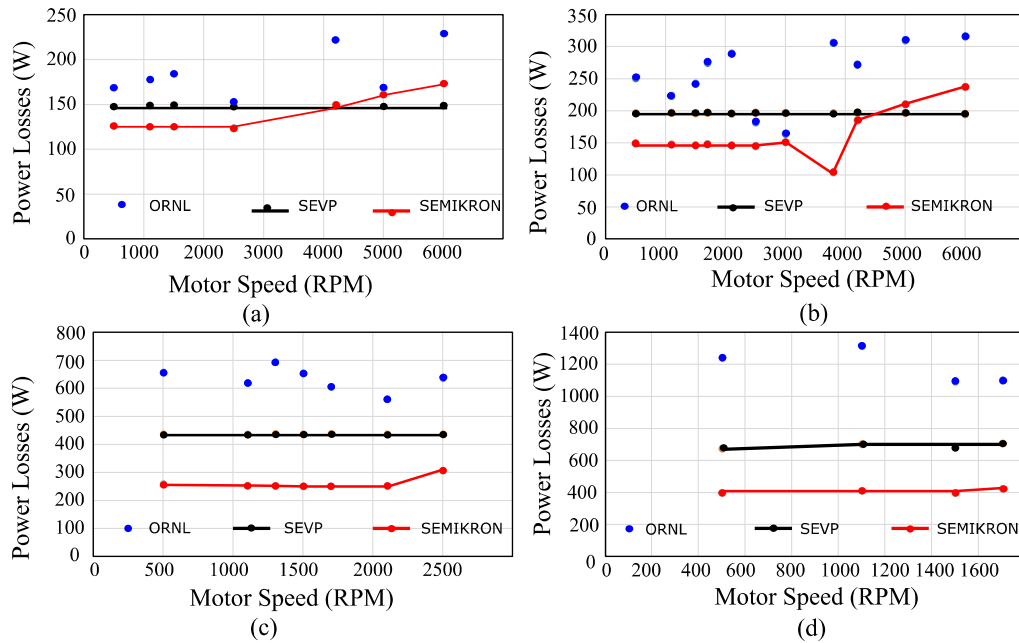 250
200
150
100
50
0
Power Losses (W)
ORNL SEVP SEMIKRON
0 1000 2000 3000 4000 5000 6000
Motor Speed (RPM)
(a)
350
300
250
200
150
100
50
0
Power Losses (W)
ORNL SEVP SEMIKRON
0 1000 2000 3000 4000 5000 6000
Motor Speed (RPM)
(b)
800
700
600
500
400
300
200
100
0
Power Losses (W)
ORNL SEVP SEMIKRON
0 500 1000 1500 2000 2500
Motor Speed (RPM)
(c)
1400
1200
1000
800
600
400
200
0
Power Losses (W)
ORNL SEVP SEMIKRON
0 200 400 600 800 1000 1200 1400 1600
Motor Speed (RPM)
(d)